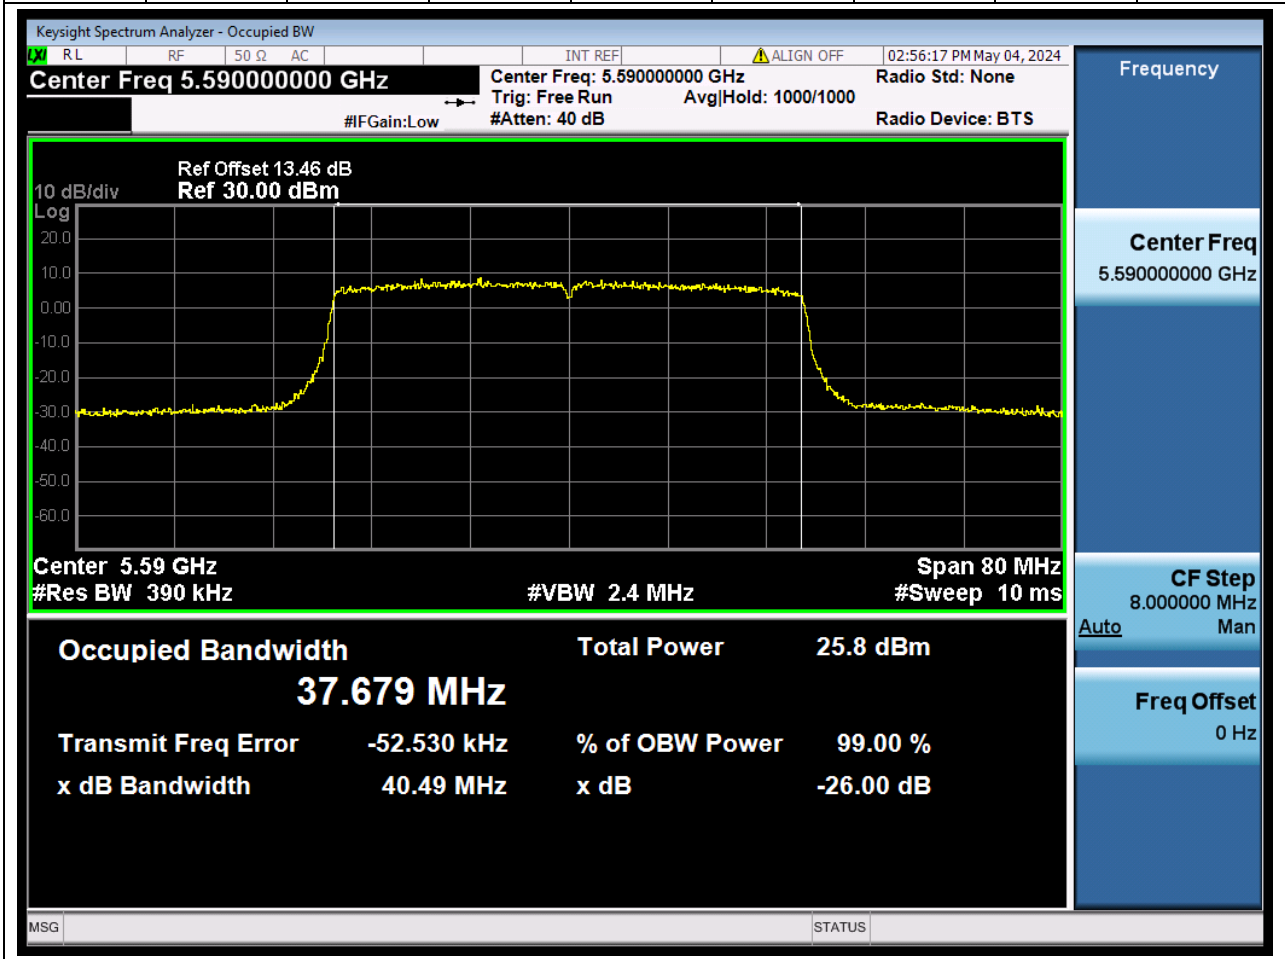 Keysight Spectrum Analyzer - Occupied BW
LXI RL RF 50 Ω AC INT REF ALIGN OFF 02:56:17 PM May 04, 2024
Center Freq 5.590000000 GHz
Center Freq: 5.590000000 GHz
Radio Std: None
Trig: Free Run Avg|Hold: 1000/1000
#IFGain:Low
#Atten: 40 dB
Radio Device: BTS
Ref Offset 13.46 dB
10 dB/div Ref 30.00 dBm
Log
20.0
10.0
0.00
-10.0
-20.0
-30.0
-40.0
-50.0
-60.0
Center 5.59 GHz Span 80 MHz
#Res BW 390 kHz #VBW 2.4 MHz #Sweep 10 ms
Occupied Bandwidth Total Power 25.8 dBm
37.679 MHz
Transmit Freq Error -52.530 kHz % of OBW Power 99.00 %
x dB Bandwidth 40.49 MHz x dB -26.00 dB
Frequency
Center Freq
5.590000000 GHz
CF Step
8.000000 MHz
Auto Man
Freq Offset
0 Hz
MSG STATUS